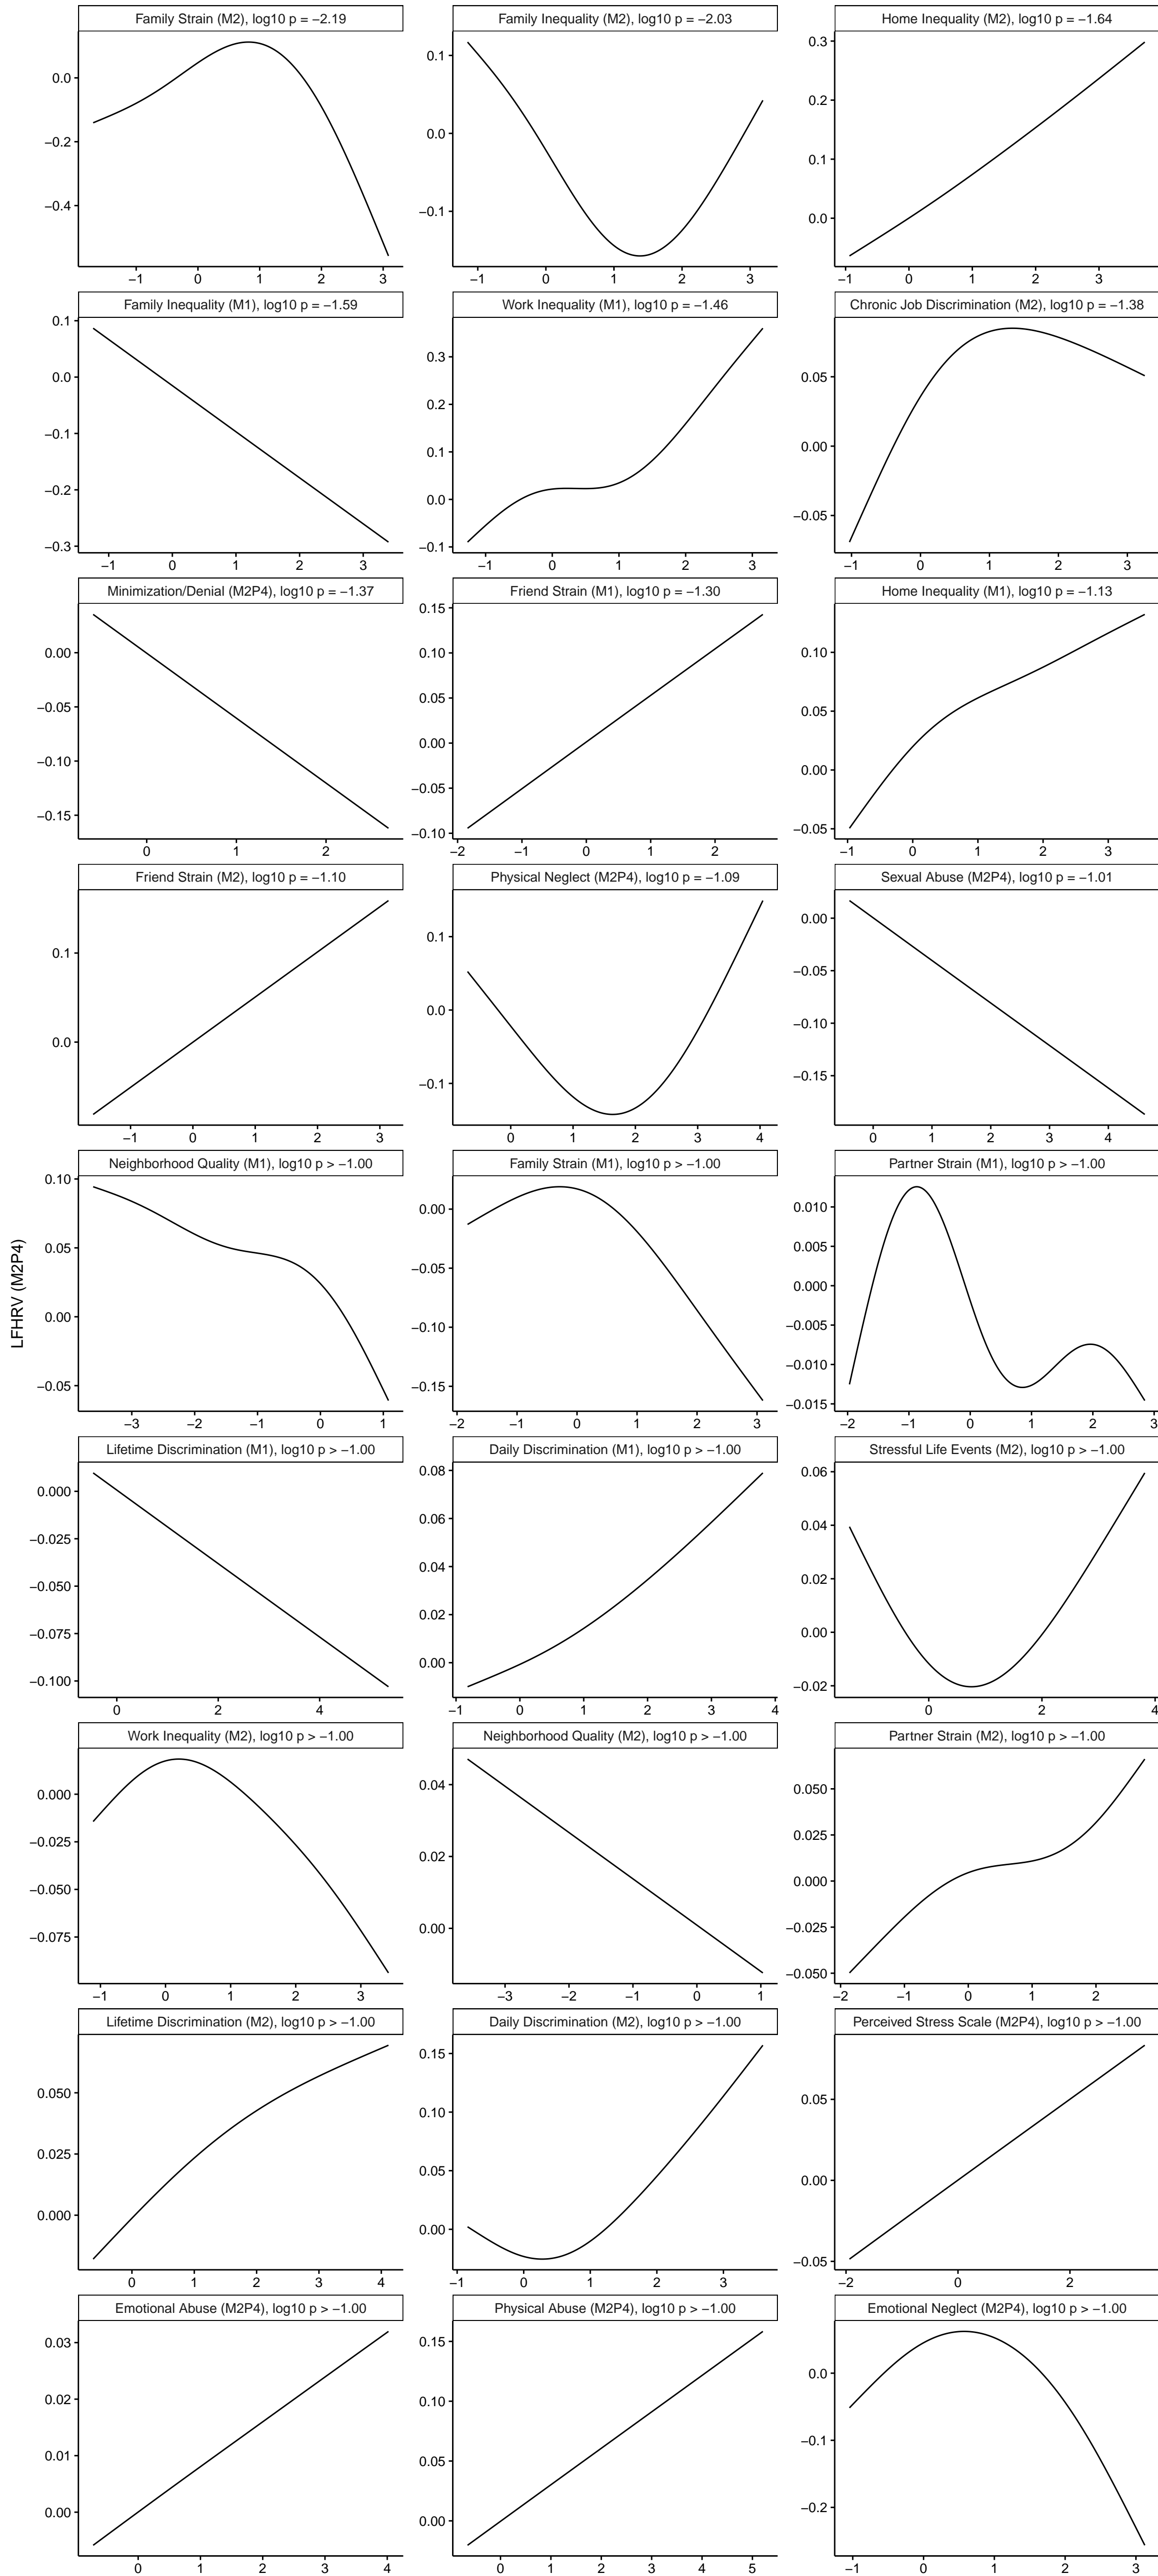 Family Strain (M2), log10 p = −2.19
0.0
−0.2
−0.4
−1 0 1 2 3
Family Inequality (M2), log10 p = −2.03
0.1
0.0
−0.1
−1 0 1 2 3
Home Inequality (M2), log10 p = −1.64
0.3
0.2
0.1
0.0
−1 0 1 2 3
Family Inequality (M1), log10 p = −1.59
0.1
0.0
−0.1
−0.2
−0.3
−1 0 1 2 3
Work Inequality (M1), log10 p = −1.46
0.3
0.2
0.1
0.0
−0.1
−1 0 1 2 3
Chronic Job Discrimination (M2), log10 p = −1.38
0.05
0.00
−0.05
−1 0 1 2 3
Minimization/Denial (M2P4), log10 p = −1.37
0.00
−0.05
−0.10
−0.15
0 1 2
Friend Strain (M1), log10 p = −1.30
0.15
0.10
0.05
0.00
−0.05
−0.10
−2 −1 0 1 2
Home Inequality (M1), log10 p = −1.13
0.10
0.05
0.00
−0.05
−1 0 1 2 3
Friend Strain (M2), log10 p = −1.10
0.1
0.0
−1 0 1 2 3
Physical Neglect (M2P4), log10 p = −1.09
0.1
0.0
−0.1
0 1 2 3 4
Sexual Abuse (M2P4), log10 p = −1.01
0.00
−0.05
−0.10
−0.15
0 1 2 3 4
LFHRV (M2P4)
Neighborhood Quality (M1), log10 p > −1.00
0.10
0.05
0.00
−0.05
−3 −2 −1 0 1
Family Strain (M1), log10 p > −1.00
0.00
−0.05
−0.10
−0.15
−2 −1 0 1 2 3
Partner Strain (M1), log10 p > −1.00
0.010
0.005
0.000
−0.005
−0.010
−0.015
−2 −1 0 1 2 3
Lifetime Discrimination (M1), log10 p > −1.00
0.000
−0.025
−0.050
−0.075
−0.100
0 2 4
Daily Discrimination (M1), log10 p > −1.00
0.08
0.06
0.04
0.02
0.00
−1 0 1 2 3 4
Stressful Life Events (M2), log10 p > −1.00
0.06
0.04
0.02
0.00
−0.02
0 2 4
Work Inequality (M2), log10 p > −1.00
0.000
−0.025
−0.050
−0.075
−1 0 1 2 3
Neighborhood Quality (M2), log10 p > −1.00
0.04
0.02
0.00
−3 −2 −1 0 1
Partner Strain (M2), log10 p > −1.00
0.050
0.025
0.000
−0.025
−0.050
−2 −1 0 1 2
Lifetime Discrimination (M2), log10 p > −1.00
0.050
0.025
0.000
0 1 2 3 4
Daily Discrimination (M2), log10 p > −1.00
0.15
0.10
0.05
0.00
−1 0 1 2 3
Perceived Stress Scale (M2P4), log10 p > −1.00
0.05
0.00
−0.05
−2 0 2
Emotional Abuse (M2P4), log10 p > −1.00
0.03
0.02
0.01
0.00
0 1 2 3 4
Physical Abuse (M2P4), log10 p > −1.00
0.15
0.10
0.05
0.00
0 1 2 3 4 5
Emotional Neglect (M2P4), log10 p > −1.00
0.0
−0.1
−0.2
−1 0 1 2 3